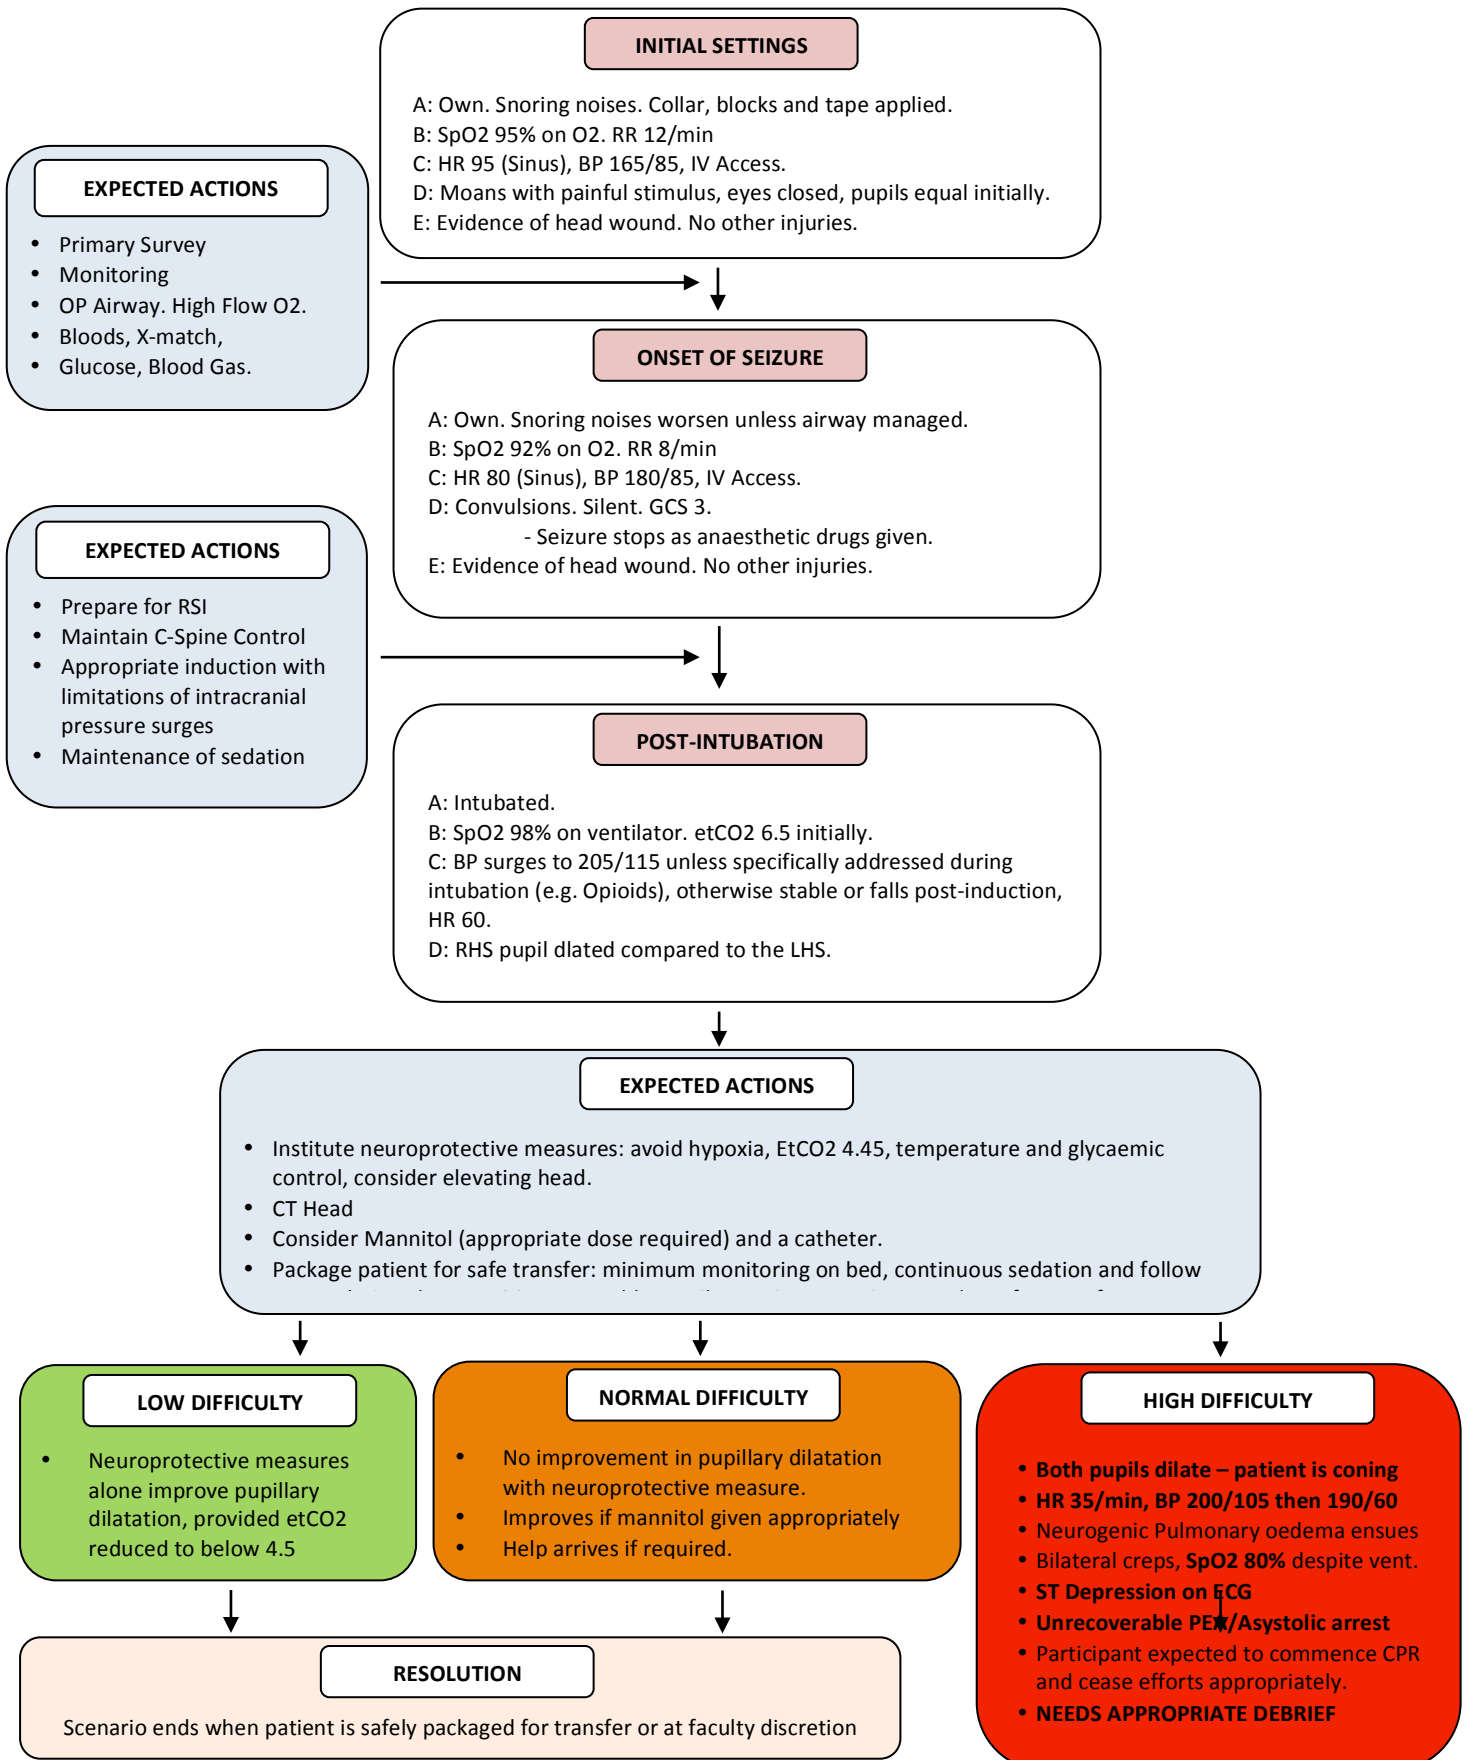 INITIAL SETTINGS
A: Own. Snoring noises. Collar, blocks and tape applied.
B: SpO2 95% on O2. RR 12/min
C: HR 95 (Sinus), BP 165/85, IV Access.
D: Moans with painful stimulus, eyes closed, pupils equal initially.
E: Evidence of head wound. No other injuries.
EXPECTED ACTIONS
• Primary Survey
• Monitoring
• OP Airway. High Flow O2.
• Bloods, X-match,
• Glucose, Blood Gas.
ONSET OF SEIZURE
A: Own. Snoring noises worsen unless airway managed.
B: SpO2 92% on O2. RR 8/min
C: HR 80 (Sinus), BP 180/85, IV Access.
D: Convulsions. Silent. GCS 3.
- Seizure stops as anaesthetic drugs given.
E: Evidence of head wound. No other injuries.
EXPECTED ACTIONS
• Prepare for RSI
• Maintain C-Spine Control
• Appropriate induction with
limitations of intracranial
pressure surges
• Maintenance of sedation
POST-INTUBATION
A: Intubated.
B: SpO2 98% on ventilator. etCO2 6.5 initially.
C: BP surges to 205/115 unless specifically addressed during
intubation (e.g. Opioids), otherwise stable or falls post-induction,
HR 60.
D: RHS pupil dlated compared to the LHS.
EXPECTED ACTIONS
• Institute neuroprotective measures: avoid hypoxia, EtCO2 4.45, temperature and glycaemic
control, consider elevating head.
• CT Head
• Consider Mannitol (appropriate dose required) and a catheter.
• Package patient for safe transfer: minimum monitoring on bed, continuous sedation and follow
LOW DIFFICULTY
• Neuroprotective measures
alone improve pupillary
dilatation, provided etCO2
reduced to below 4.5
NORMAL DIFFICULTY
• No improvement in pupillary dilatation
with neuroprotective measure.
• Improves if mannitol given appropriately
• Help arrives if required.
HIGH DIFFICULTY
• Both pupils dilate – patient is coning
• HR 35/min, BP 200/105 then 190/60
• Neurogenic Pulmonary oedema ensues
• Bilateral creps, SpO2 80% despite vent.
• ST Depression on ECG
• Unrecoverable PEA/Asystolic arrest
• Participant expected to commence CPR
and cease efforts appropriately.
• NEEDS APPROPRIATE DEBRIEF
RESOLUTION
Scenario ends when patient is safely packaged for transfer or at faculty discretion